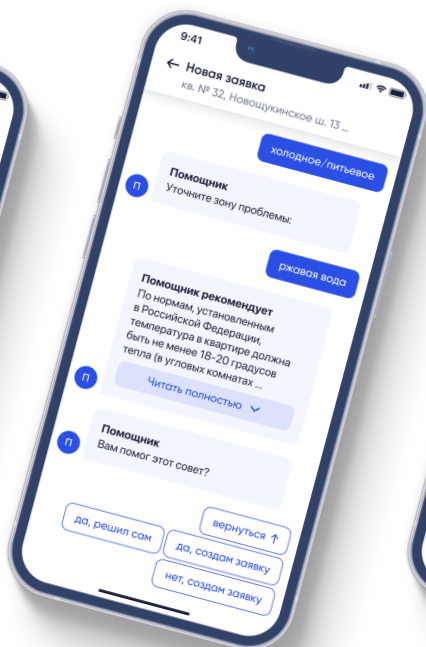 9:41
← Новая заявка
кв. № 32, Новощукинское ш. 13 ...
холодное/питьевое
Помощник
П
Уточните зону проблемы:
ржавая вода
Помощник рекомендует
По нормам, установленным
в Российской Федерации,
температура в квартире должна
быть не менее 18-20 градусов
тепла (в угловых комнатах ...
П
Читать полностью
Помощник
П
Вам помог этот совет?
вернуться ↑
да, решил сам
да, создам заявку
нет, создам заявку